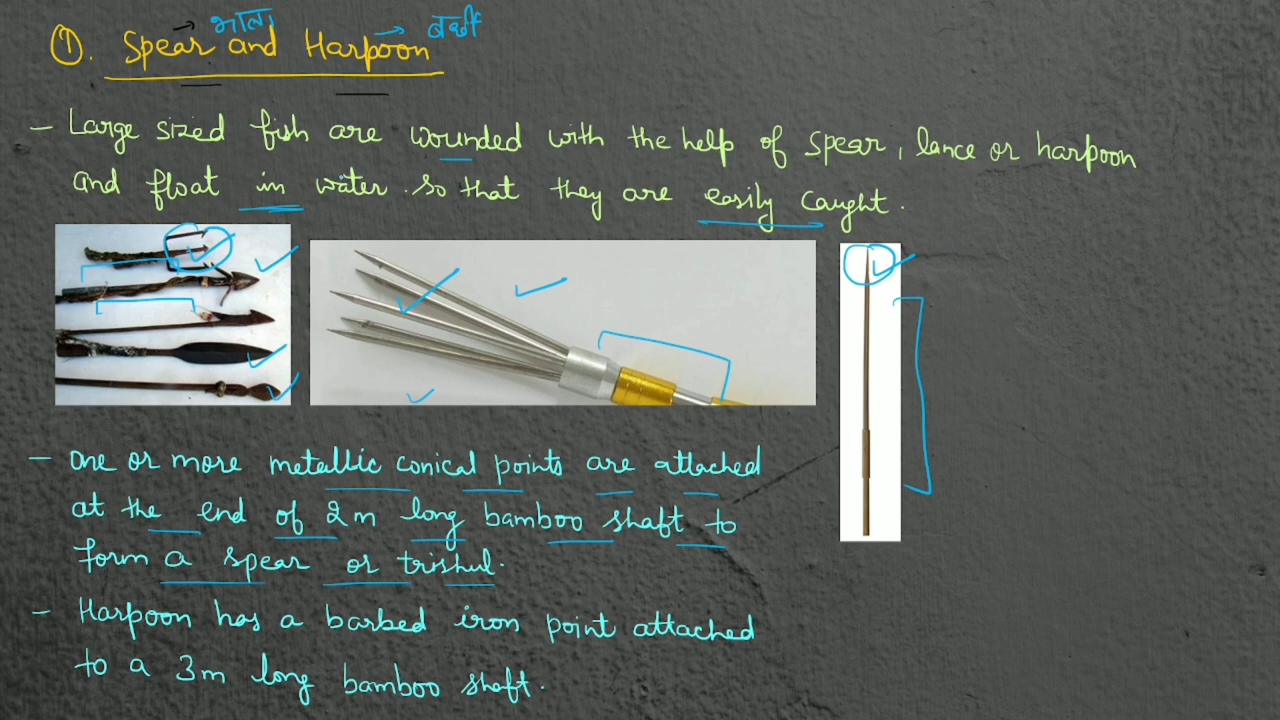 → भाला → बर्छी
①. Spear and Harpoon
- Large sized fish are wounded with the help of spear, lance or harpoon
and float in water. so that they are easily caught.
- One or more metallic conical points are attached
at the end of 2m long bamboo shaft to
form a spear or trishul.
- Harpoon has a barbed iron point attached
to a 3m long bamboo shaft.